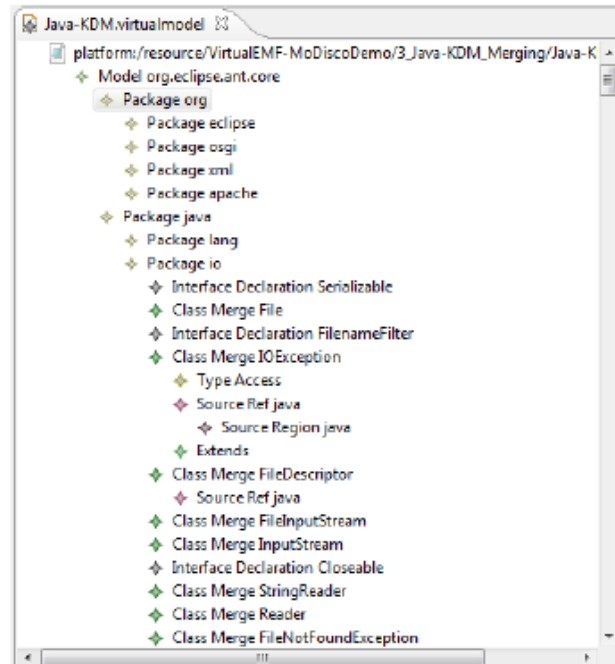 Java-KDM.virtualmodel
platform:/resource/VirtualEMF-MoDiscoDemo/3_Java-KDM_Merging/Java-K
Model org.eclipse.ant.core
Package org
Package eclipse
Package osgi
Package xml
Package apache
Package java
Package lang
Package io
Interface Declaration Serializable
Class Merge File
Interface Declaration FilenameFilter
Class Merge IOException
Type Access
Source Ref java
Source Region java
Extends
Class Merge FileDescriptor
Source Ref java
Class Merge FileInputStream
Class Merge InputStream
Interface Declaration Closeable
Class Merge StringReader
Class Merge Reader
Class Merge FileNotFoundException